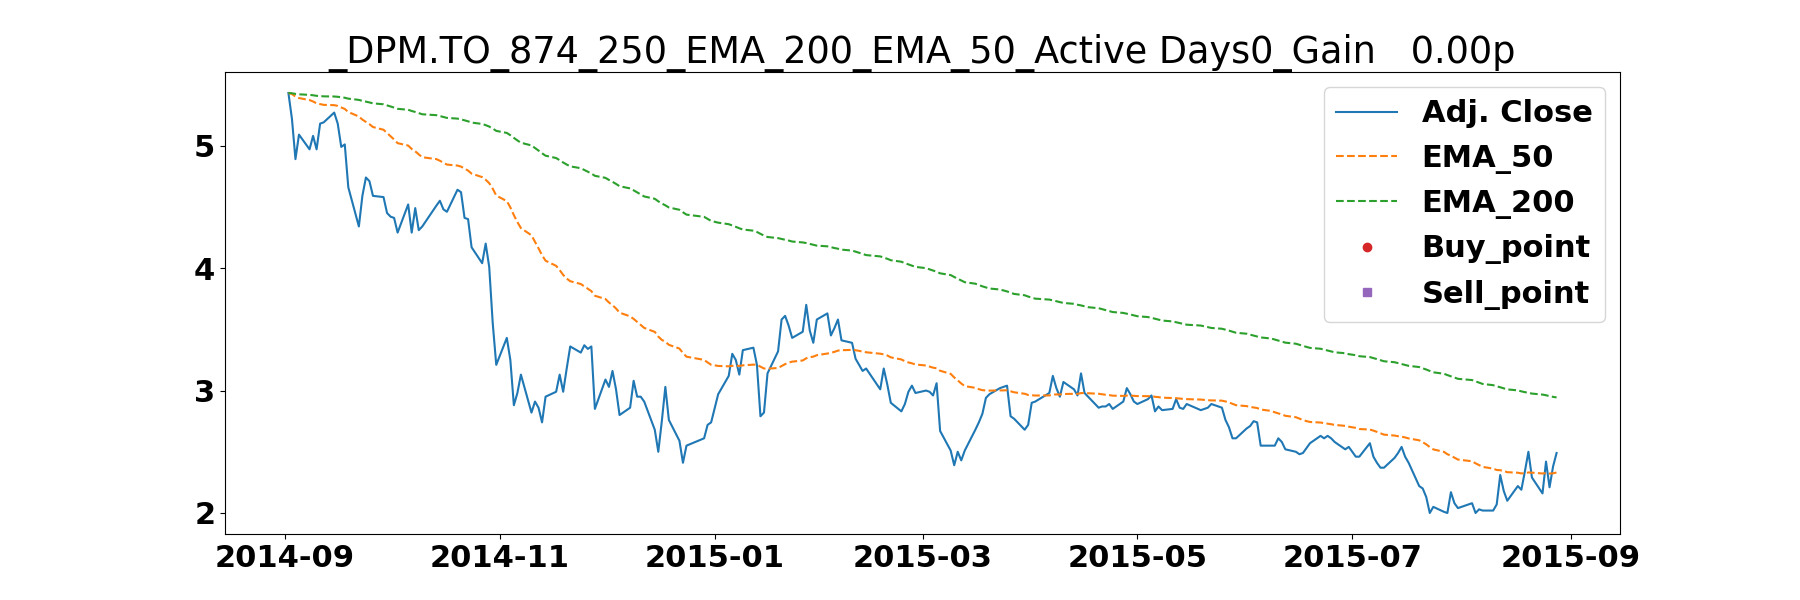 _DPM.TO_874_250_EMA_200_EMA_50_Active Days0_Gain   0.00p
Adj. Close
EMA_50
EMA_200
Buy_point
Sell_point
5
4
3
2
2014-09 2014-11 2015-01 2015-03 2015-05 2015-07 2015-09